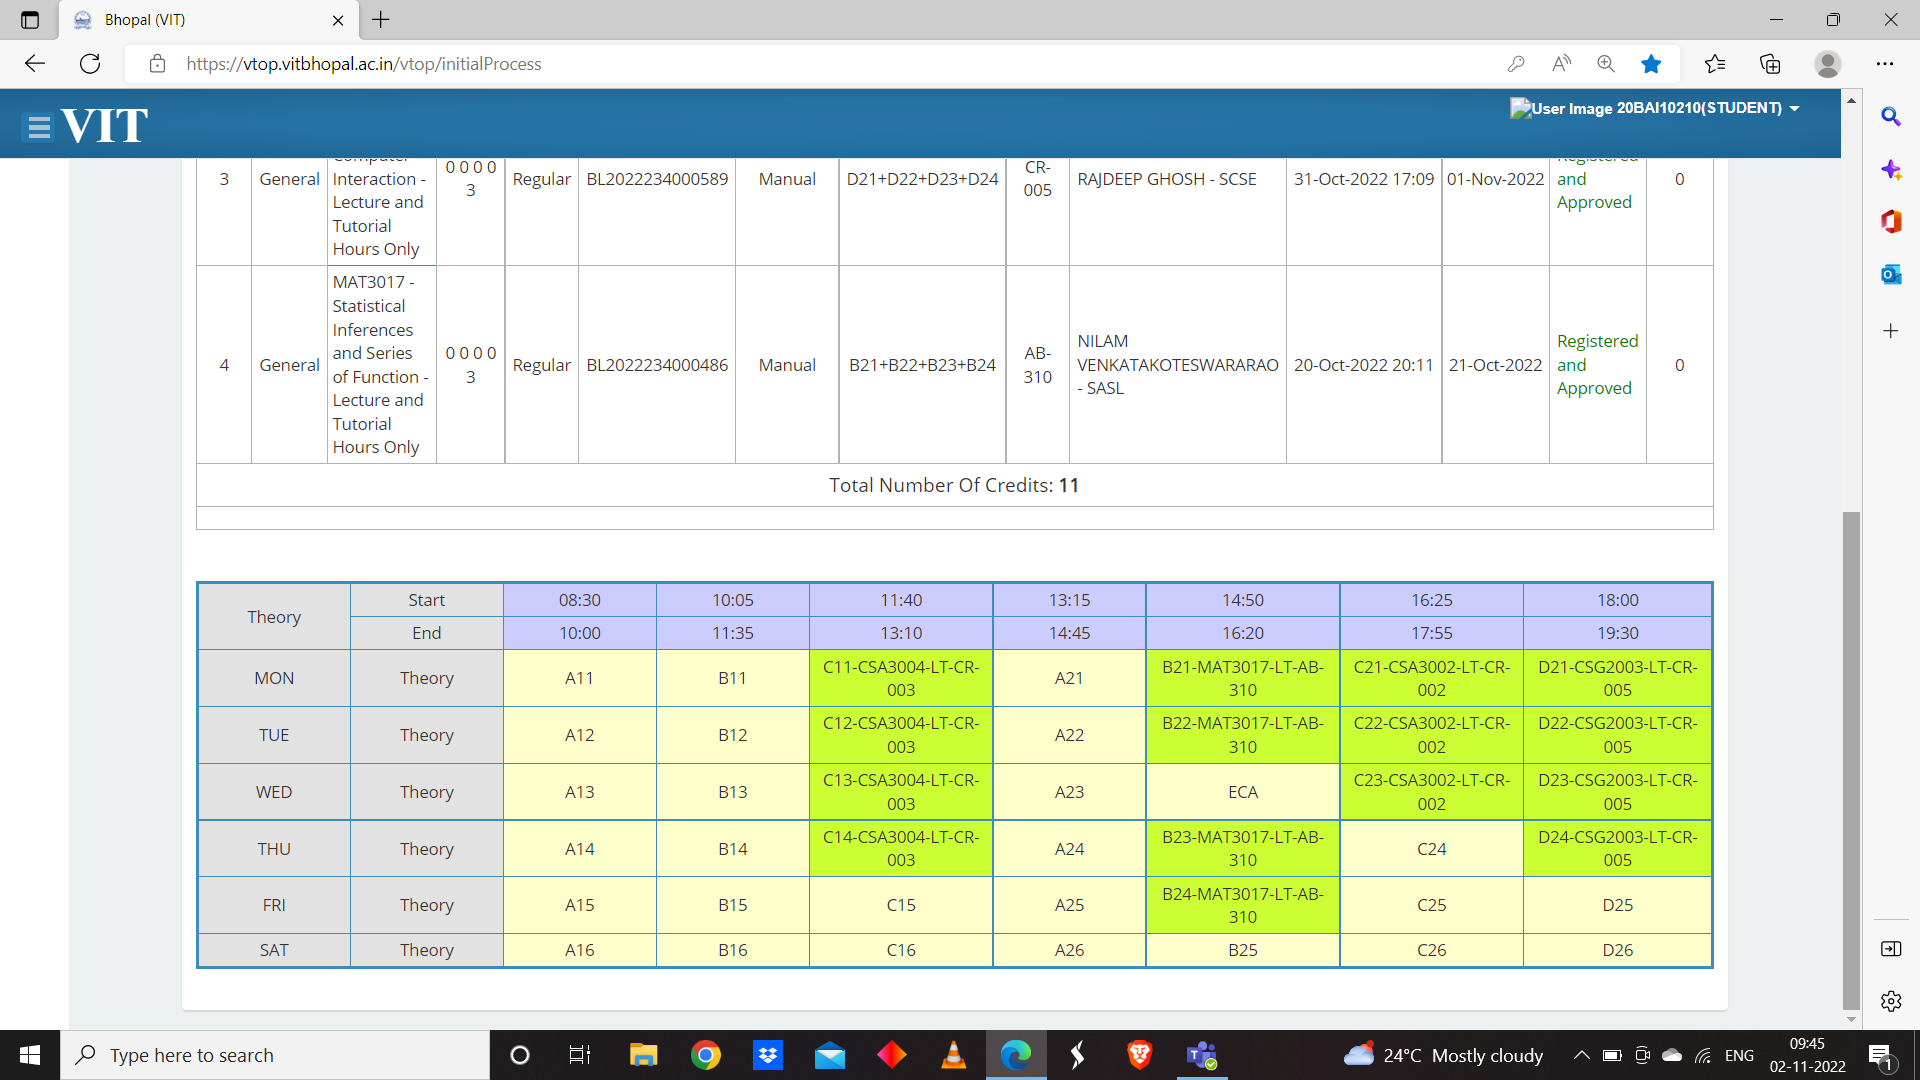 Bhopal (VIT)
https://vtop.vitbhopal.ac.in/vtop/initialProcess
VIT
User Image 20BAI10210(STUDENT)
3
General
Interaction -
Lecture and
Tutorial
Hours Only
0 0 0 0
3
Regular
BL2022234000589
Manual
D21+D22+D23+D24
CR-
005
RAJDEEP GHOSH - SCSE
31-Oct-2022 17:09
01-Nov-2022
Registered
and
Approved
0
4
General
MAT3017 -
Statistical
Inferences
and Series
of Function -
Lecture and
Tutorial
Hours Only
0 0 0 0
3
Regular
BL2022234000486
Manual
B21+B22+B23+B24
AB-
310
NILAM
VENKATAKOTESWARARAO
- SASL
20-Oct-2022 20:11
21-Oct-2022
Registered
and
Approved
0
Total Number Of Credits: 11
Theory
Start 08:30 10:05 11:40 13:15 14:50 16:25 18:00
End 10:00 11:35 13:10 14:45 16:20 17:55 19:30
MON Theory A11 B11 C11-CSA3004-LT-CR-003 A21 B21-MAT3017-LT-AB-310 C21-CSA3002-LT-CR-002 D21-CSG2003-LT-CR-005
TUE Theory A12 B12 C12-CSA3004-LT-CR-003 A22 B22-MAT3017-LT-AB-310 C22-CSA3002-LT-CR-002 D22-CSG2003-LT-CR-005
WED Theory A13 B13 C13-CSA3004-LT-CR-003 A23 ECA C23-CSA3002-LT-CR-002 D23-CSG2003-LT-CR-005
THU Theory A14 B14 C14-CSA3004-LT-CR-003 A24 B23-MAT3017-LT-AB-310 C24 D24-CSG2003-LT-CR-005
FRI Theory A15 B15 C15 A25 B24-MAT3017-LT-AB-310 C25 D25
SAT Theory A16 B16 C16 A26 B25 C26 D26
Type here to search
24°C Mostly cloudy
ENG
09:45
02-11-2022
1